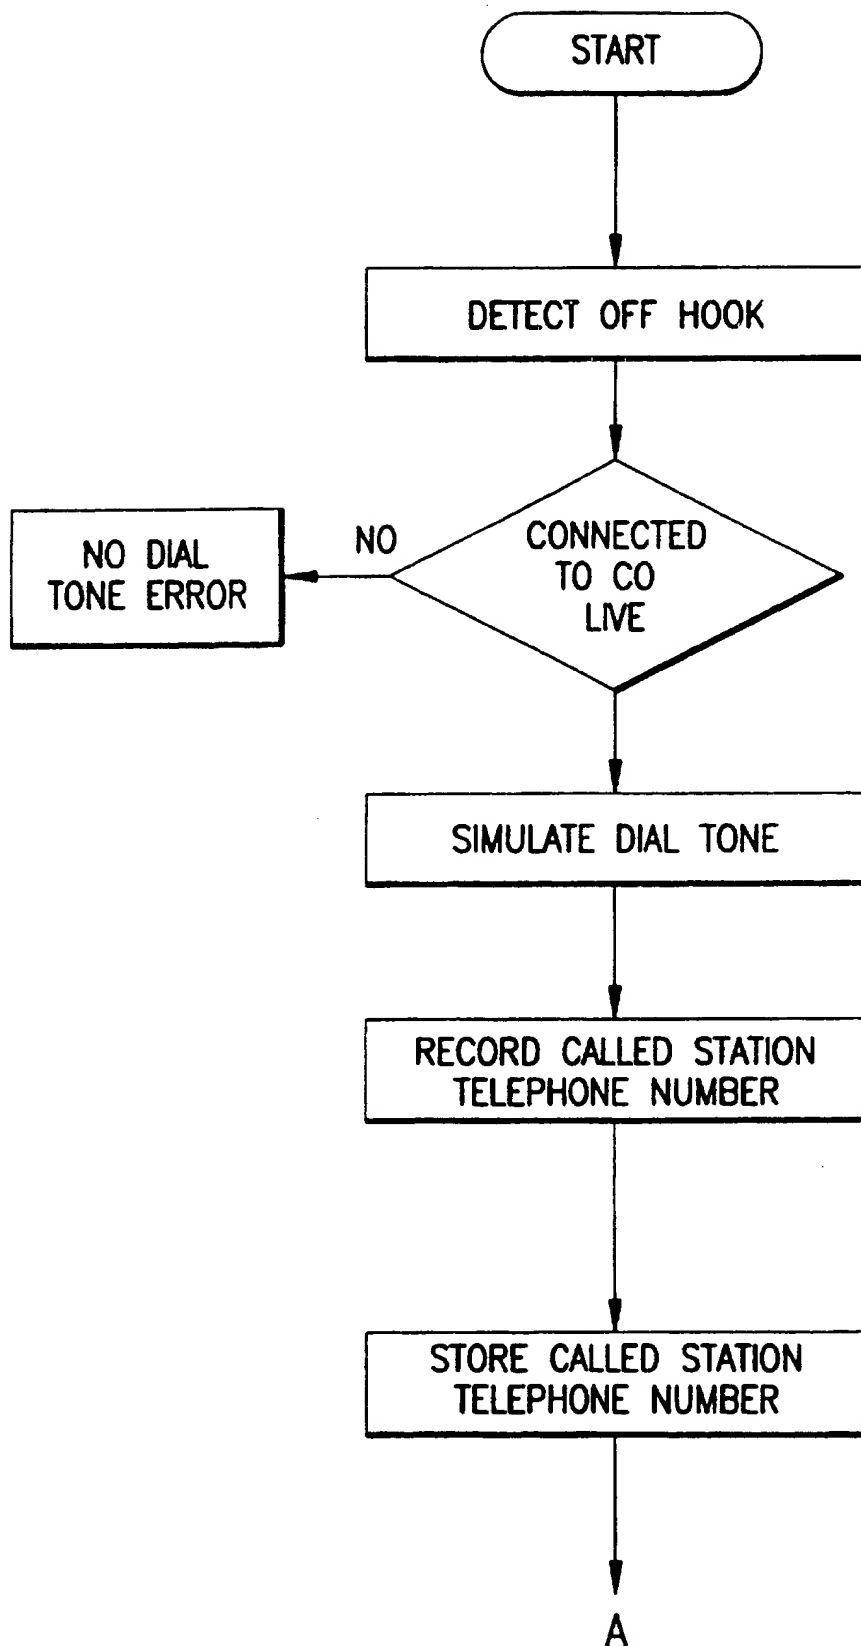 START
DETECT OFF HOOK
CONNECTED
TO CO
LIVE
NO
NO DIAL
TONE ERROR
SIMULATE DIAL TONE
RECORD CALLED STATION
TELEPHONE NUMBER
STORE CALLED STATION
TELEPHONE NUMBER
A